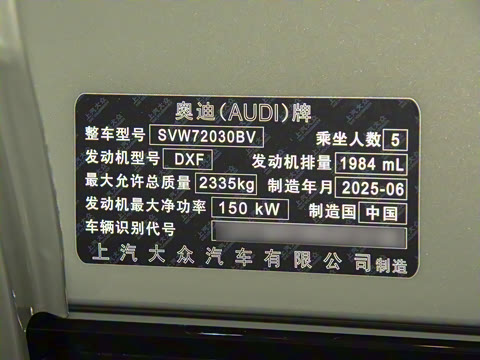 奥迪(AUDI)牌
整车型号 SVW72030BV 乘坐人数 5
发动机型号 DXF 发动机排量 1984 mL
最大允许总质量 2335kg 制造年月 2025-06
发动机最大净功率 150 kW 制造国 中国
车辆识别代号
上汽大众汽车有限公司制造